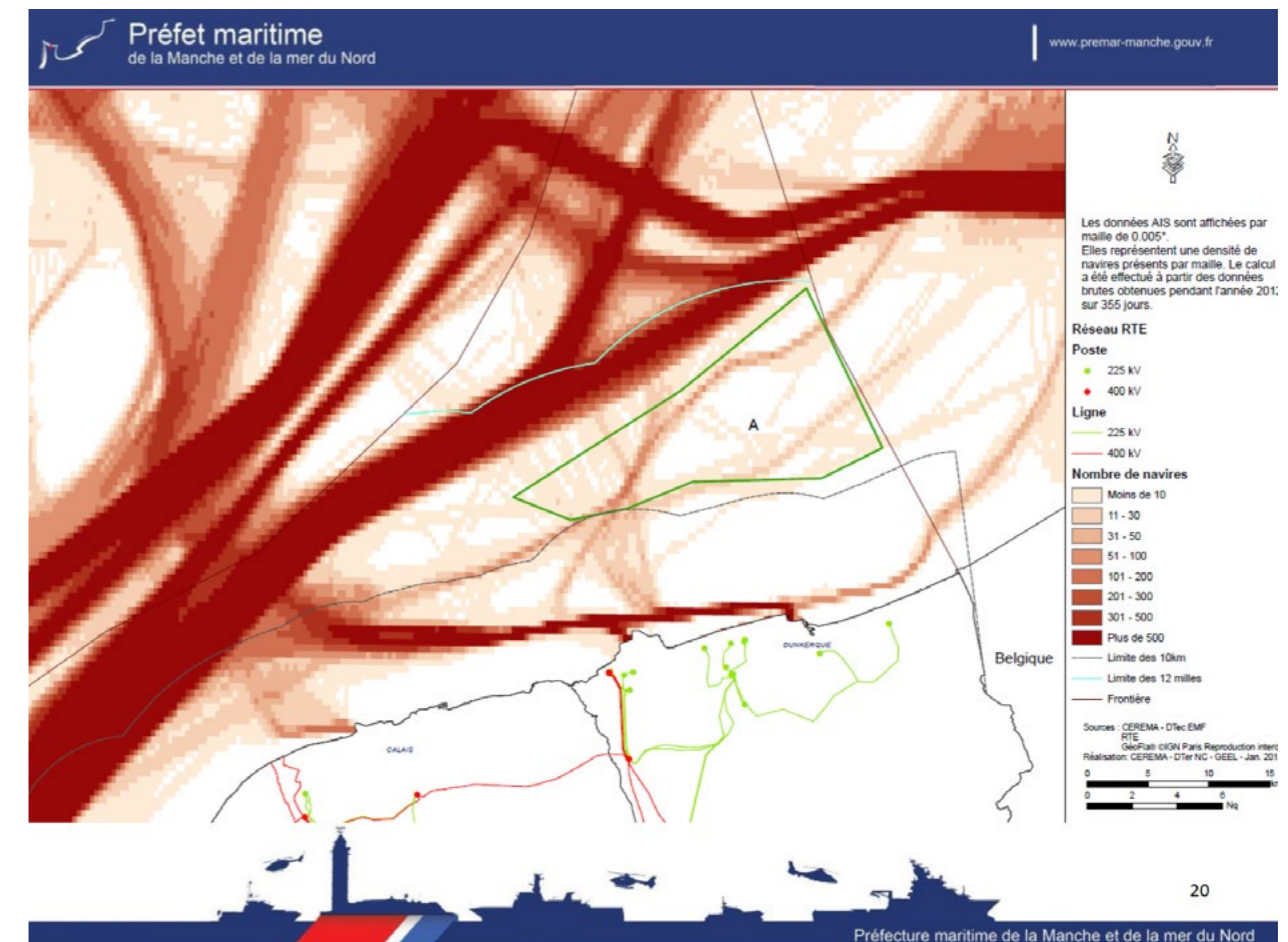 Préfet maritime
de la Manche et de la mer du Nord
www.premar-manche.gouv.fr
N
Les données AIS sont affichées par
maille de 0.005°.
Elles représentent une densité de
navires présents par maille. Le calcul
a été effectué à partir des données
brutes obtenues pendant l'année 2012
sur 355 jours.
Réseau RTE
Poste
225 kV
400 kV
Ligne
225 kV
400 kV
Nombre de navires
Moins de 10
11 - 30
31 - 50
51 - 100
101 - 200
201 - 300
301 - 500
Plus de 500
Limite des 10km
Limite des 12 milles
Frontière
Sources : CEREMA - DTec EMF
RTE
GéoFla® ©IGN Paris Reproduction
Réalisation: CEREMA - DTer NC - GEEL - Jan.
0 5 10 15
0 2 4 6
Nq
A
DUNKERQUE
Belgique
CALAIS
20
Préfecture maritime de la Manche et de la mer du Nord